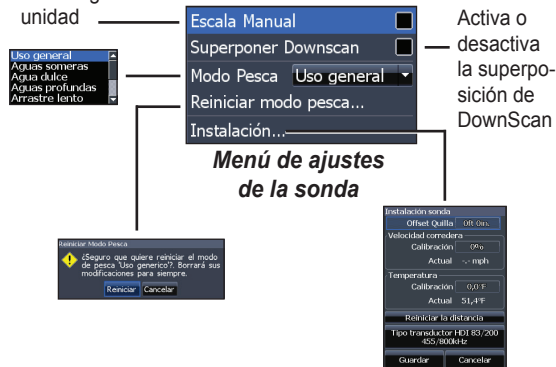 unidad
Escala Manual
Superponer Downscan
Modo Pesca Uso general
Reiniciar modo pesca...
Instalación...
Activa o
desactiva
la superpo-
sición de
DownScan
Uso general
Aguas someras
Agua dulce
Aguas profundas
Arrastre lento
Menú de ajustes
de la sonda
Reiniciar Modo Pesca
¿Seguro que quiere reiniciar el modo
de pesca 'Uso generico'?. Borrará sus
modificaciones para siempre.
Reiniciar Cancelar
Instalación sonda
Offset Quilla 0ft 0in.
Velocidad corredera
Calibración 0%
Actual -.- mph
Temperatura
Calibración 0,0°F
Actual 51,4°F
Reiniciar la distancia
Tipo transductor HDI 83/200
455/800kHz
Guardar Cancelar